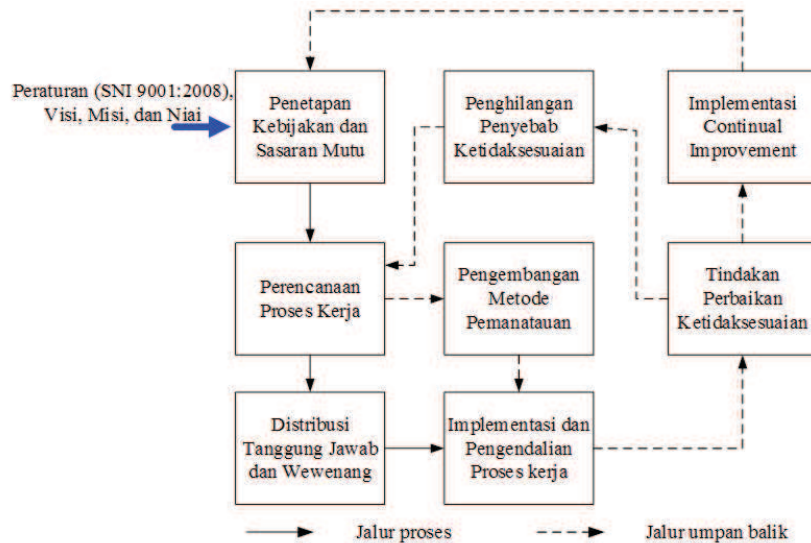 Peraturan (SNI 9001:2008),
Visi, Misi, dan Niai
Penetapan
Kebijakan dan
Sasaran Mutu
Penghilangan
Penyebab
Ketidaksesuaian
Implementasi
Continual
Improvement
Perencanaan
Proses Kerja
Pengembangan
Metode
Pemanatauan
Tindakan
Perbaikan
Ketidaksesuaian
Distribusi
Tanggung Jawab
dan Wewenang
Implementasi dan
Pengendalian
Proses kerja
Jalur proses
Jalur umpan balik